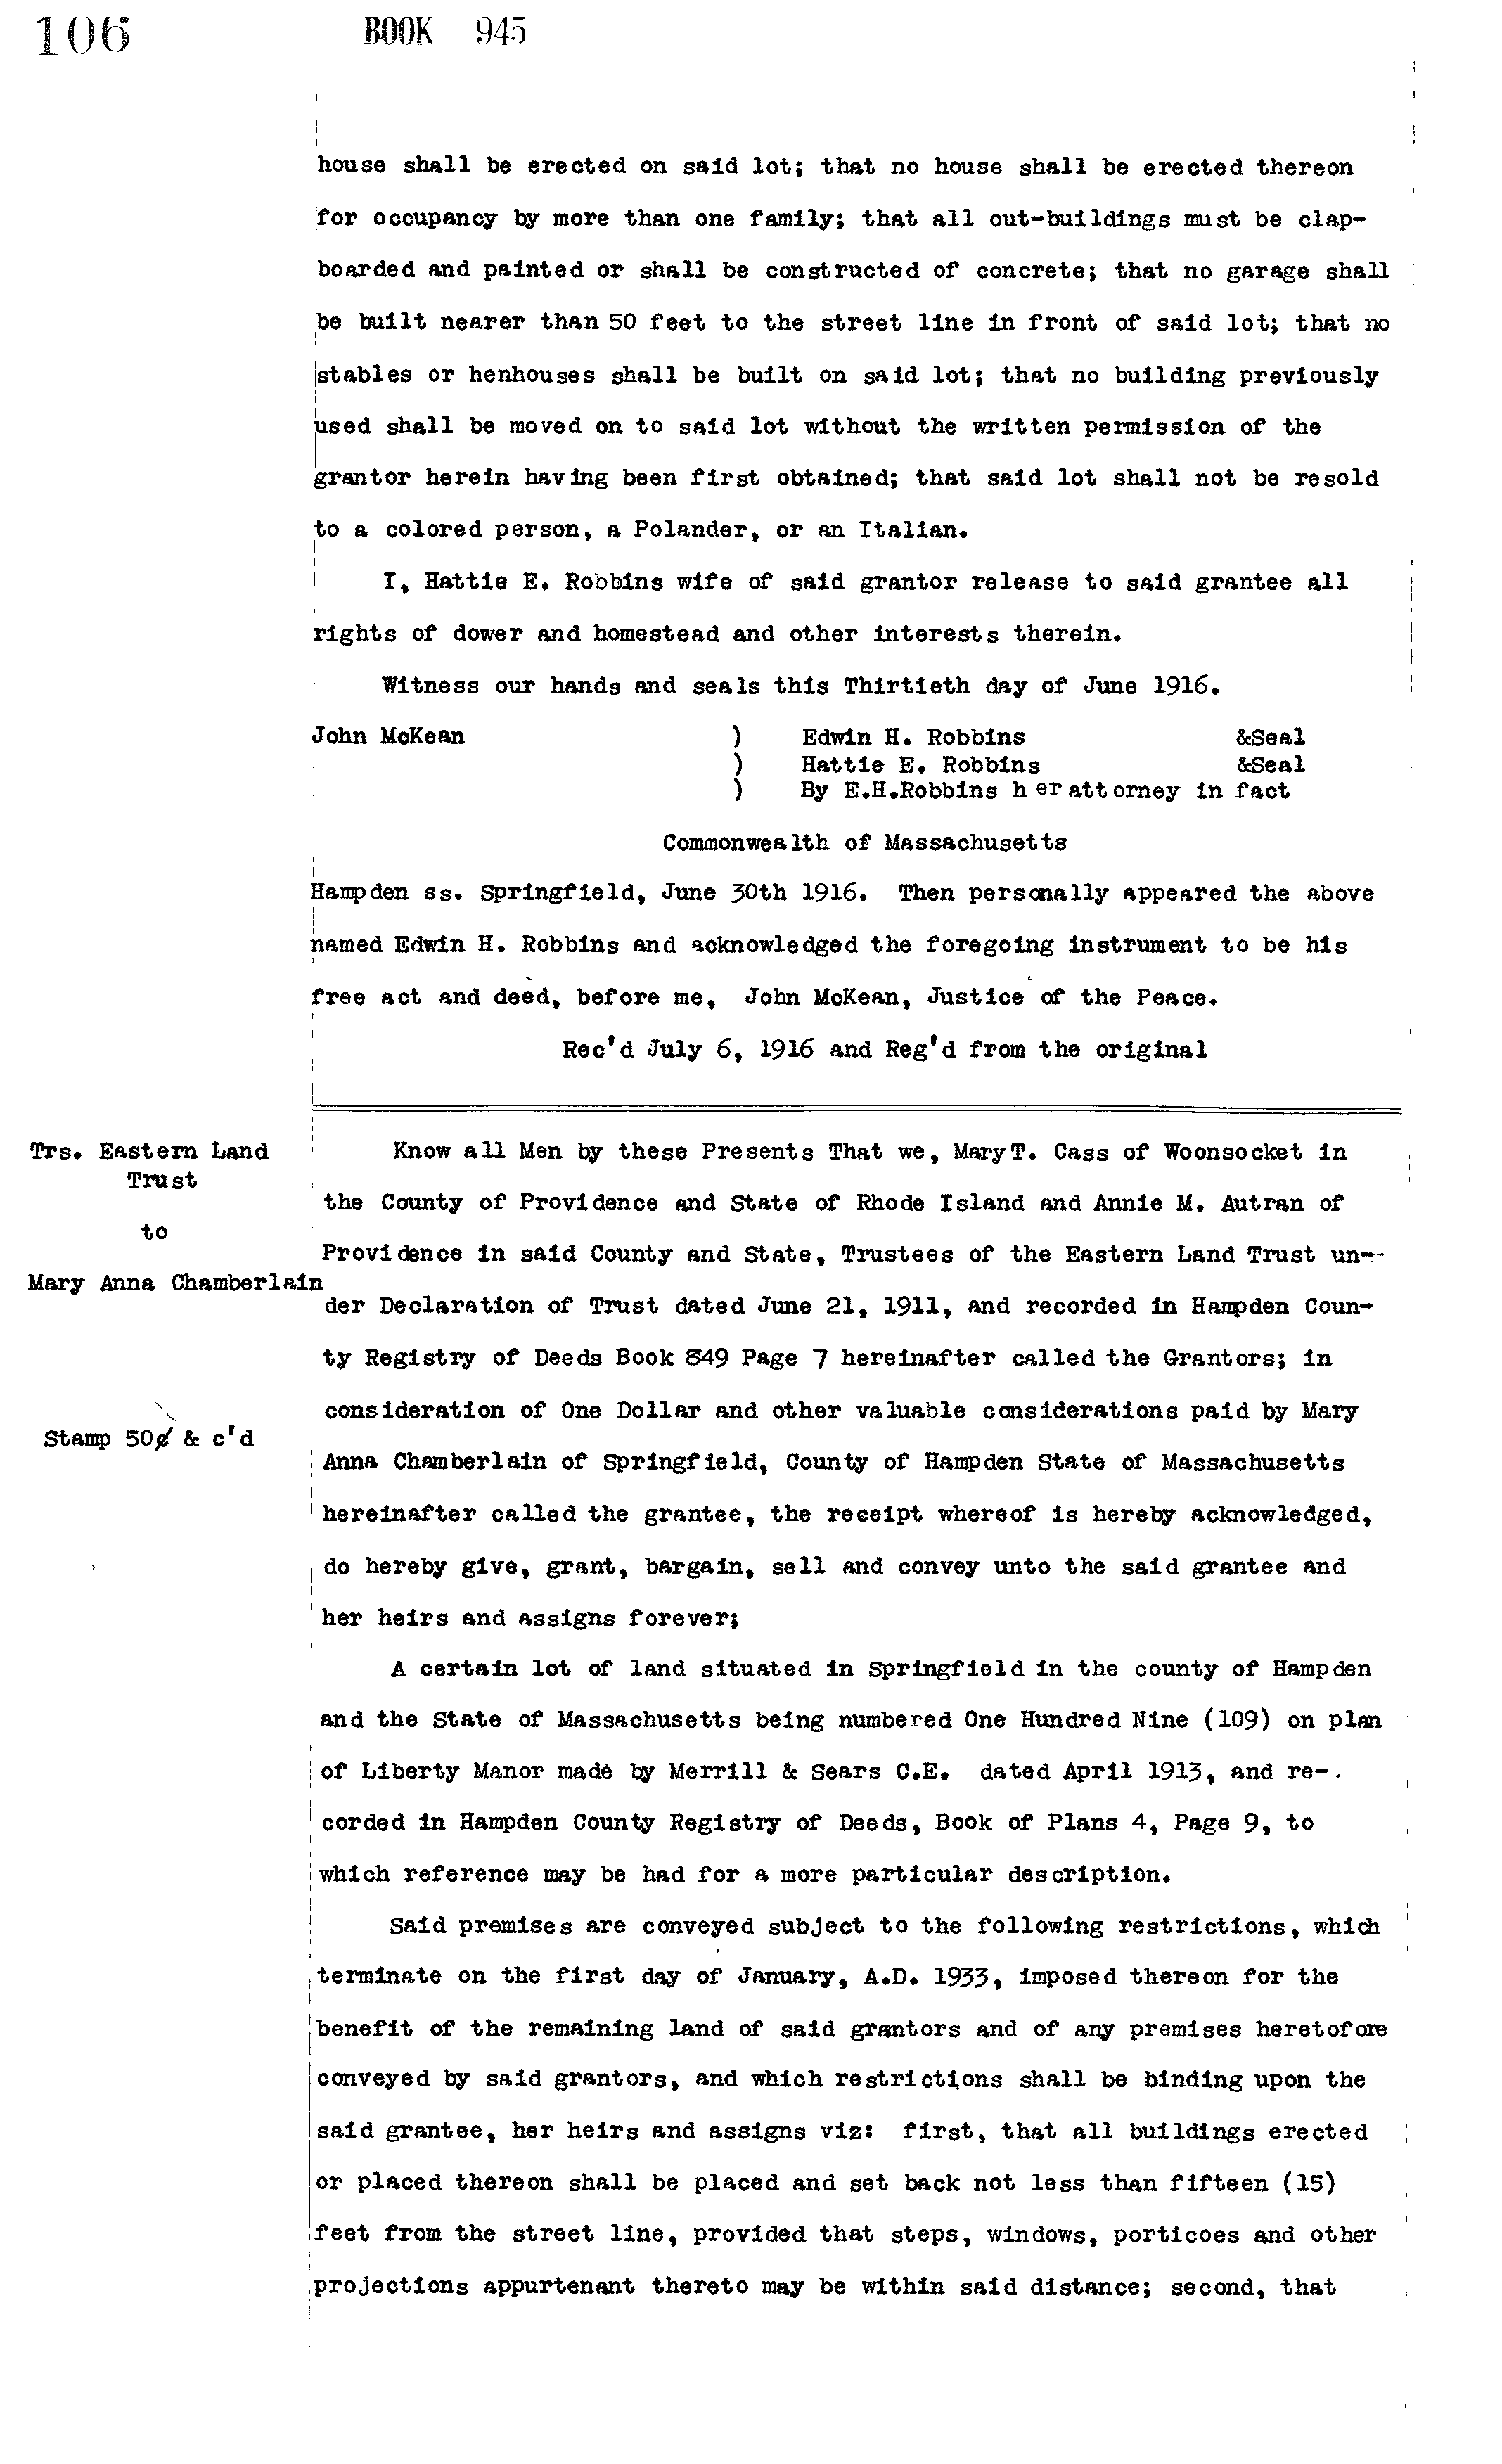 106
BOOK 945
house shall be erected on said lot; that no house shall be erected thereon
for occupancy by more than one family; that all out-buildings must be clap-
boarded and painted or shall be constructed of concrete; that no garage shall
be built nearer than 50 feet to the street line in front of said lot; that no
stables or henhouses shall be built on said lot; that no building previously
used shall be moved on to said lot without the written permission of the
grantor herein having been first obtained; that said lot shall not be resold
to a colored person, a Polander, or an Italian.
I, Hattie E. Robbins wife of said grantor release to said grantee all
rights of dower and homestead and other interests therein.
Witness our hands and seals this Thirtieth day of June 1916.
John McKean ) Edwin H. Robbins &Seal
) Hattie E. Robbins &Seal
) By E.H.Robbins her attorney in fact
Commonwealth of Massachusetts
Hampden ss. Springfield, June 30th 1916. Then personally appeared the above
named Edwin H. Robbins and acknowledged the foregoing instrument to be his
free act and deed, before me, John McKean, Justice of the Peace.
Rec'd July 6, 1916 and Reg'd from the original
Trs. Eastern Land
Trust
to
Mary Anna Chamberlain
Stamp 50¢ & c'd
Know all Men by these Presents That we, Mary T. Cass of Woonsocket in
the County of Providence and State of Rhode Island and Annie M. Autran of
Providence in said County and State, Trustees of the Eastern Land Trust un-
der Declaration of Trust dated June 21, 1911, and recorded in Hampden Coun-
ty Registry of Deeds Book 849 Page 7 hereinafter called the Grantors; in
consideration of One Dollar and other valuable considerations paid by Mary
Anna Chamberlain of Springfield, County of Hampden State of Massachusetts
hereinafter called the grantee, the receipt whereof is hereby acknowledged,
do hereby give, grant, bargain, sell and convey unto the said grantee and
her heirs and assigns forever;
A certain lot of land situated in Springfield in the county of Hampden
and the State of Massachusetts being numbered One Hundred Nine (109) on plan
of Liberty Manor made by Merrill & Sears C.E. dated April 1913, and re-
corded in Hampden County Registry of Deeds, Book of Plans 4, Page 9, to
which reference may be had for a more particular description.
Said premises are conveyed subject to the following restrictions, which
terminate on the first day of January, A.D. 1933, imposed thereon for the
benefit of the remaining land of said grantors and of any premises heretofore
conveyed by said grantors, and which restrictions shall be binding upon the
said grantee, her heirs and assigns viz: first, that all buildings erected
or placed thereon shall be placed and set back not less than fifteen (15)
feet from the street line, provided that steps, windows, porticoes and other
projections appurtenant thereto may be within said distance; second, that